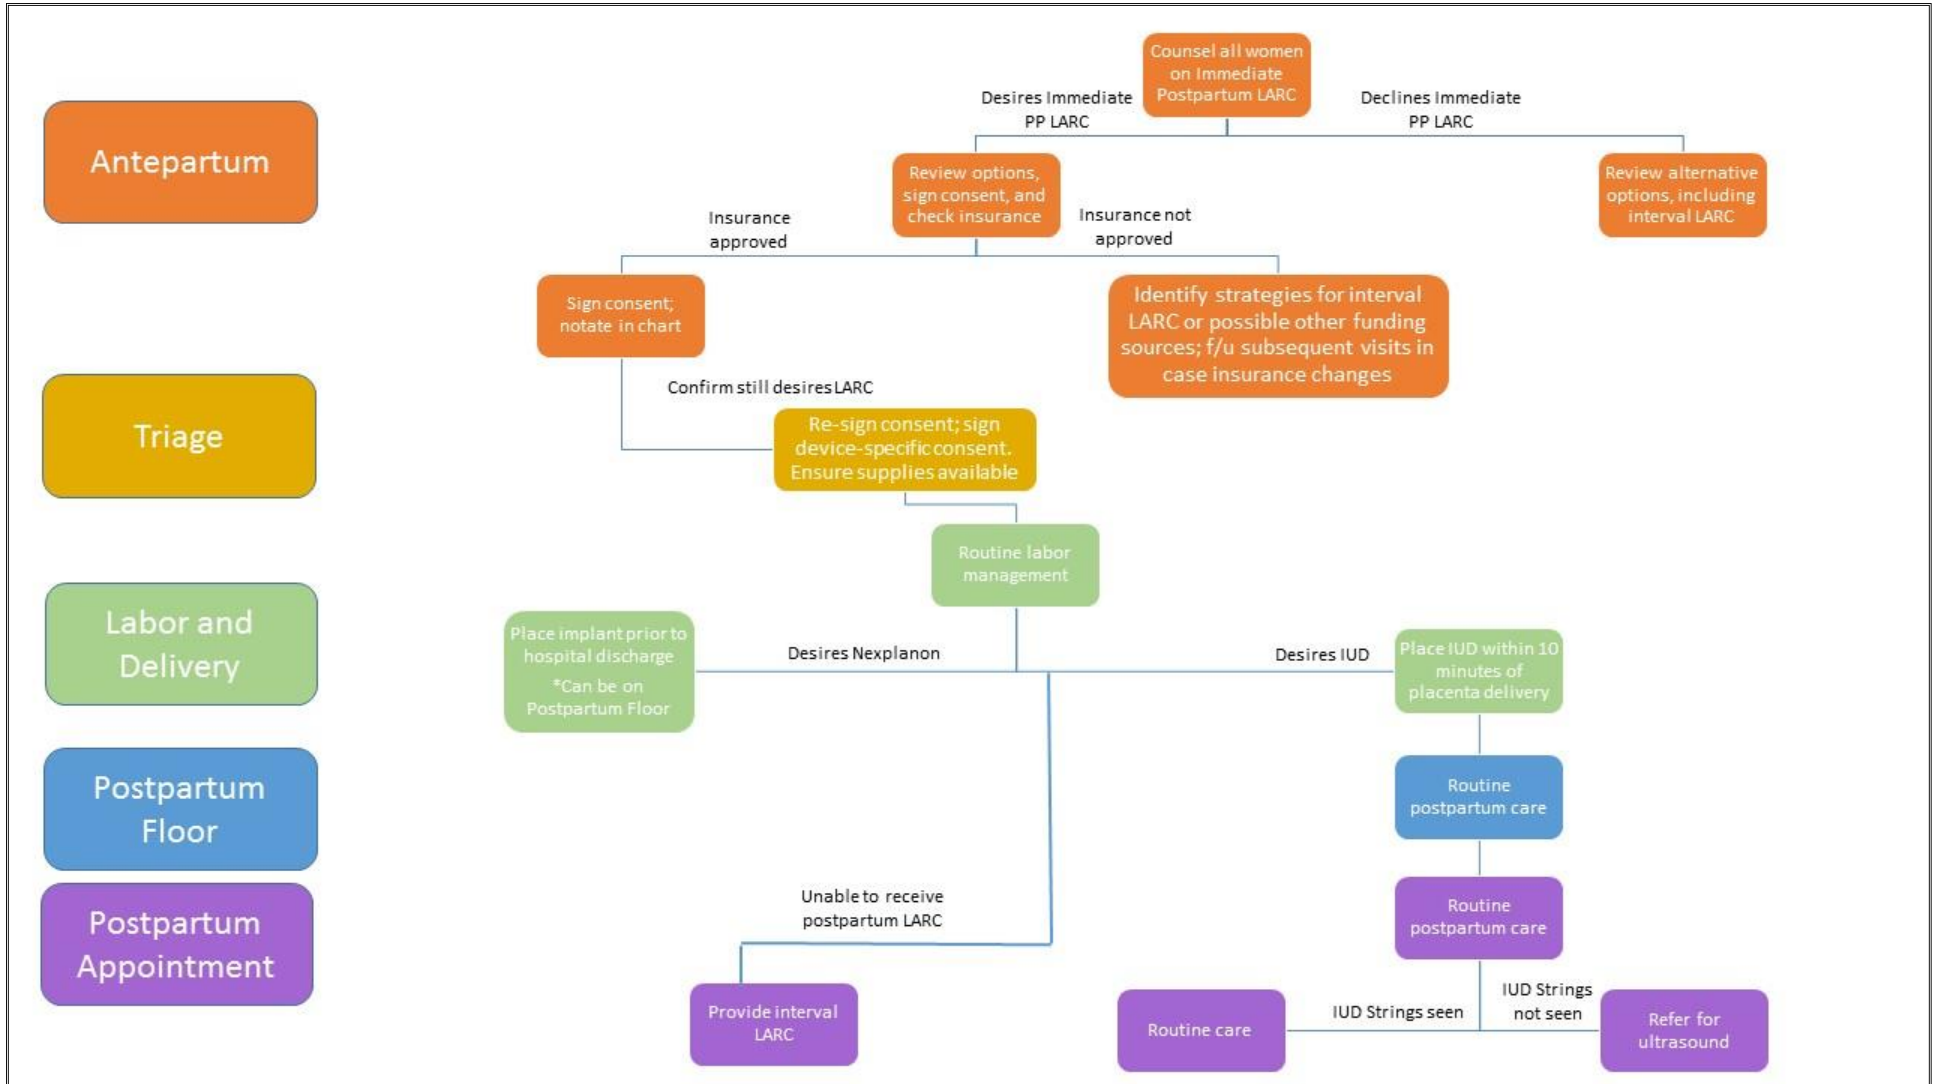 Counsel all women
on Immediate
Postpartum LARC
Desires Immediate
PP LARC
Declines Immediate
PP LARC
Antepartum
Review options,
sign consent, and
check insurance
Review alternative
options, including
interval LARC
Insurance
approved
Insurance not
approved
Sign consent;
notate in chart
Identify strategies for interval
LARC or possible other funding
sources; f/u subsequent visits in
case insurance changes
Triage
Confirm still desires LARC
Re-sign consent; sign
device-specific consent.
Ensure supplies available
Routine labor
management
Labor and
Delivery
Place implant prior to
hospital discharge
*Can be on
Postpartum Floor
Desires Nexplanon
Desires IUD
Place IUD within 10
minutes of
placenta delivery
Postpartum
Floor
Routine
postpartum care
Postpartum
Appointment
Unable to receive
postpartum LARC
Routine
postpartum care
Provide interval
LARC
Routine care
IUD Strings seen
IUD Strings
not seen
Refer for
ultrasound